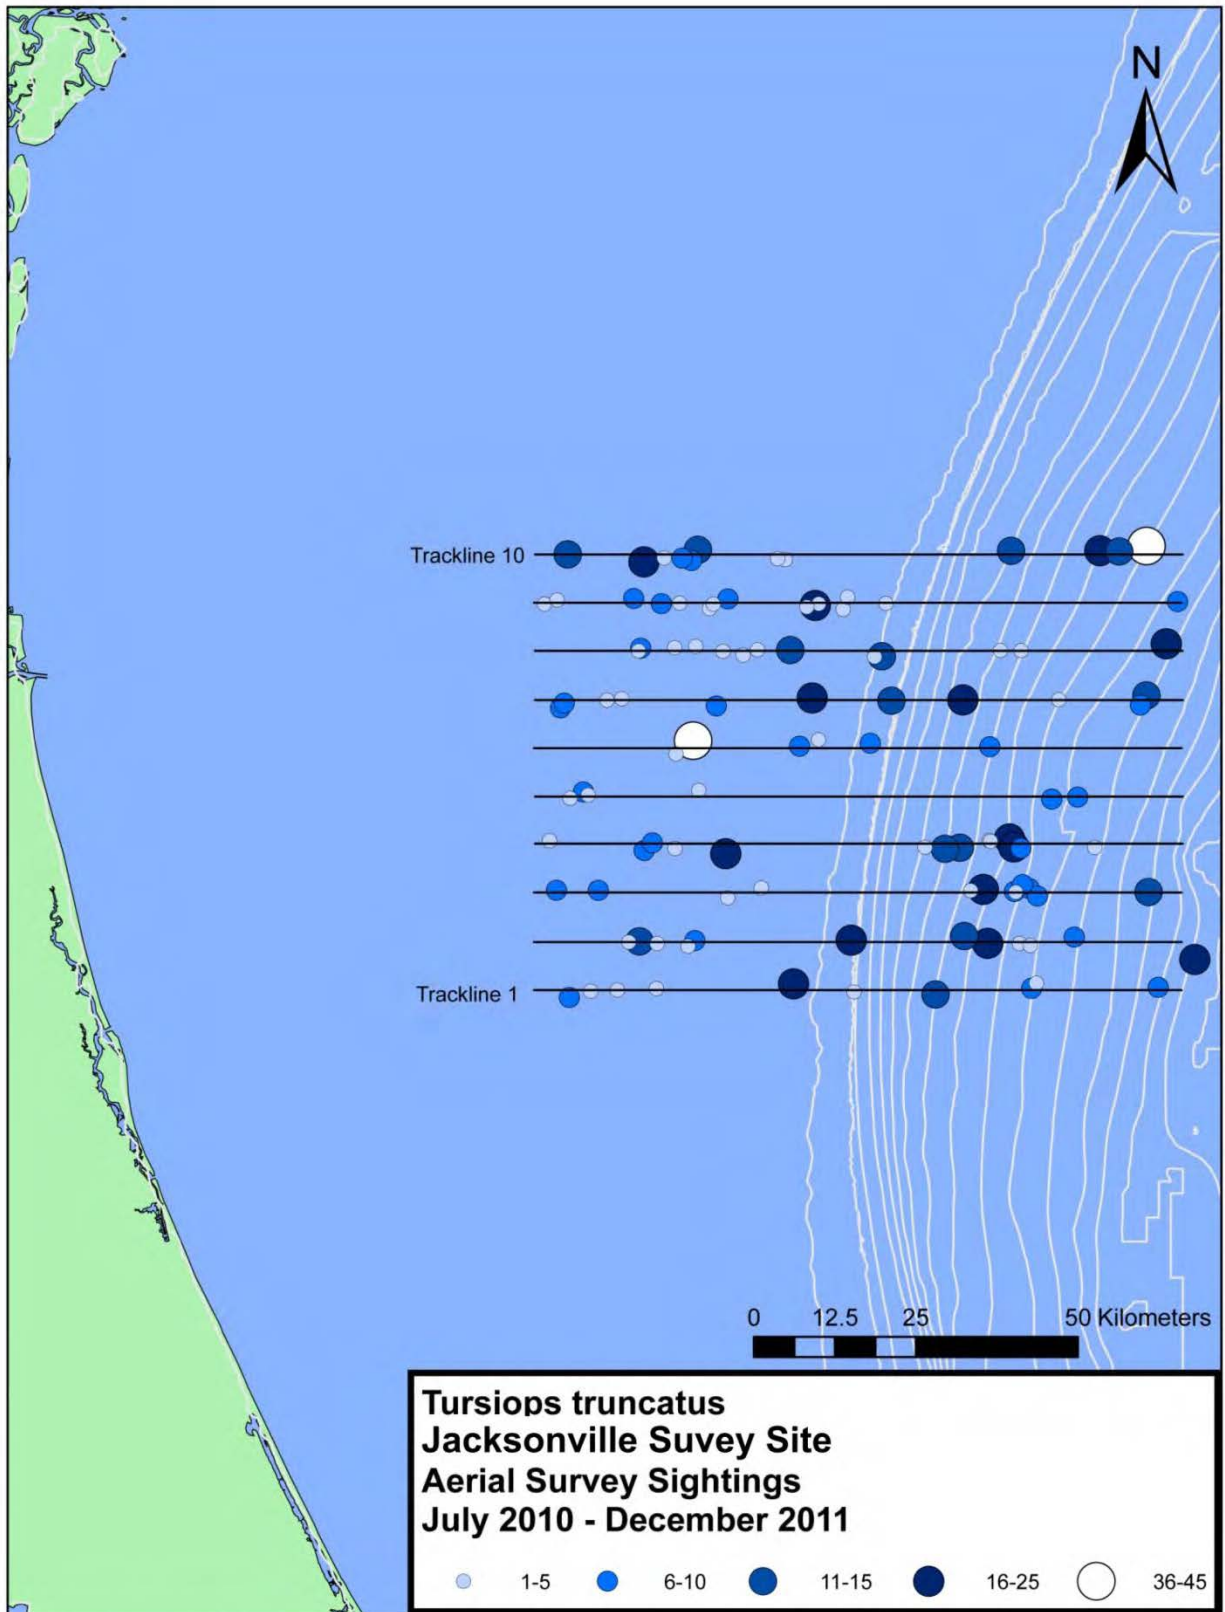 N
Trackline 10
Trackline 1
0 12.5 25 50 Kilometers
Tursiops truncatus
Jacksonville Suvey Site
Aerial Survey Sightings
July 2010 - December 2011
1-5 6-10 11-15 16-25 36-45